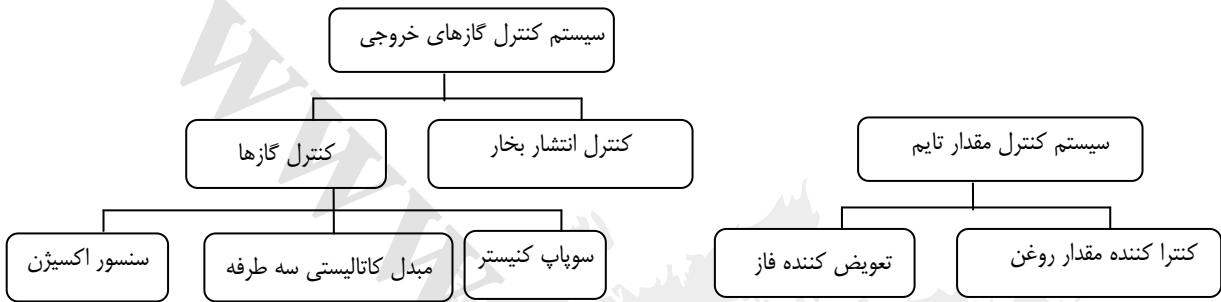 سیستم کنترل گازهای خروجی
کنترل انتشار بخار
کنترل گازها
سیستم کنترل مقدار تایم
کنترا کننده مقدار روغن
تعویض کننده فاز
سوپاپ کنیستر
مبدل کاتالیستی سه طرفه
سنسور اکسیژن
WWW